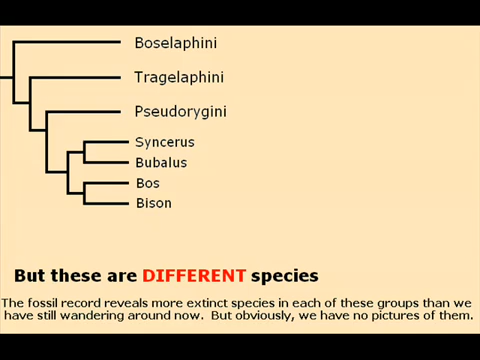 Boselaphini
Tragelaphini
Pseudorygini
Syncerus
Bubalus
Bos
Bison
But these are DIFFERENT species
The fossil record reveals more extinct species in each of these groups than we
have still wandering around now. But obviously, we have no pictures of them.